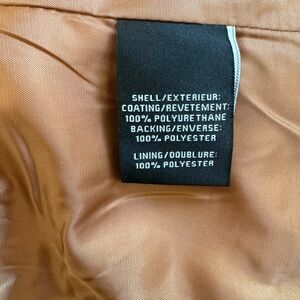 SHELL/EXTERIEUR:
COATING/REVETEMENT:
100% POLYURETHANE
BACKING/ENVERSE:
100% POLYESTER
LINING/DOUBLURE:
100% POLYESTER